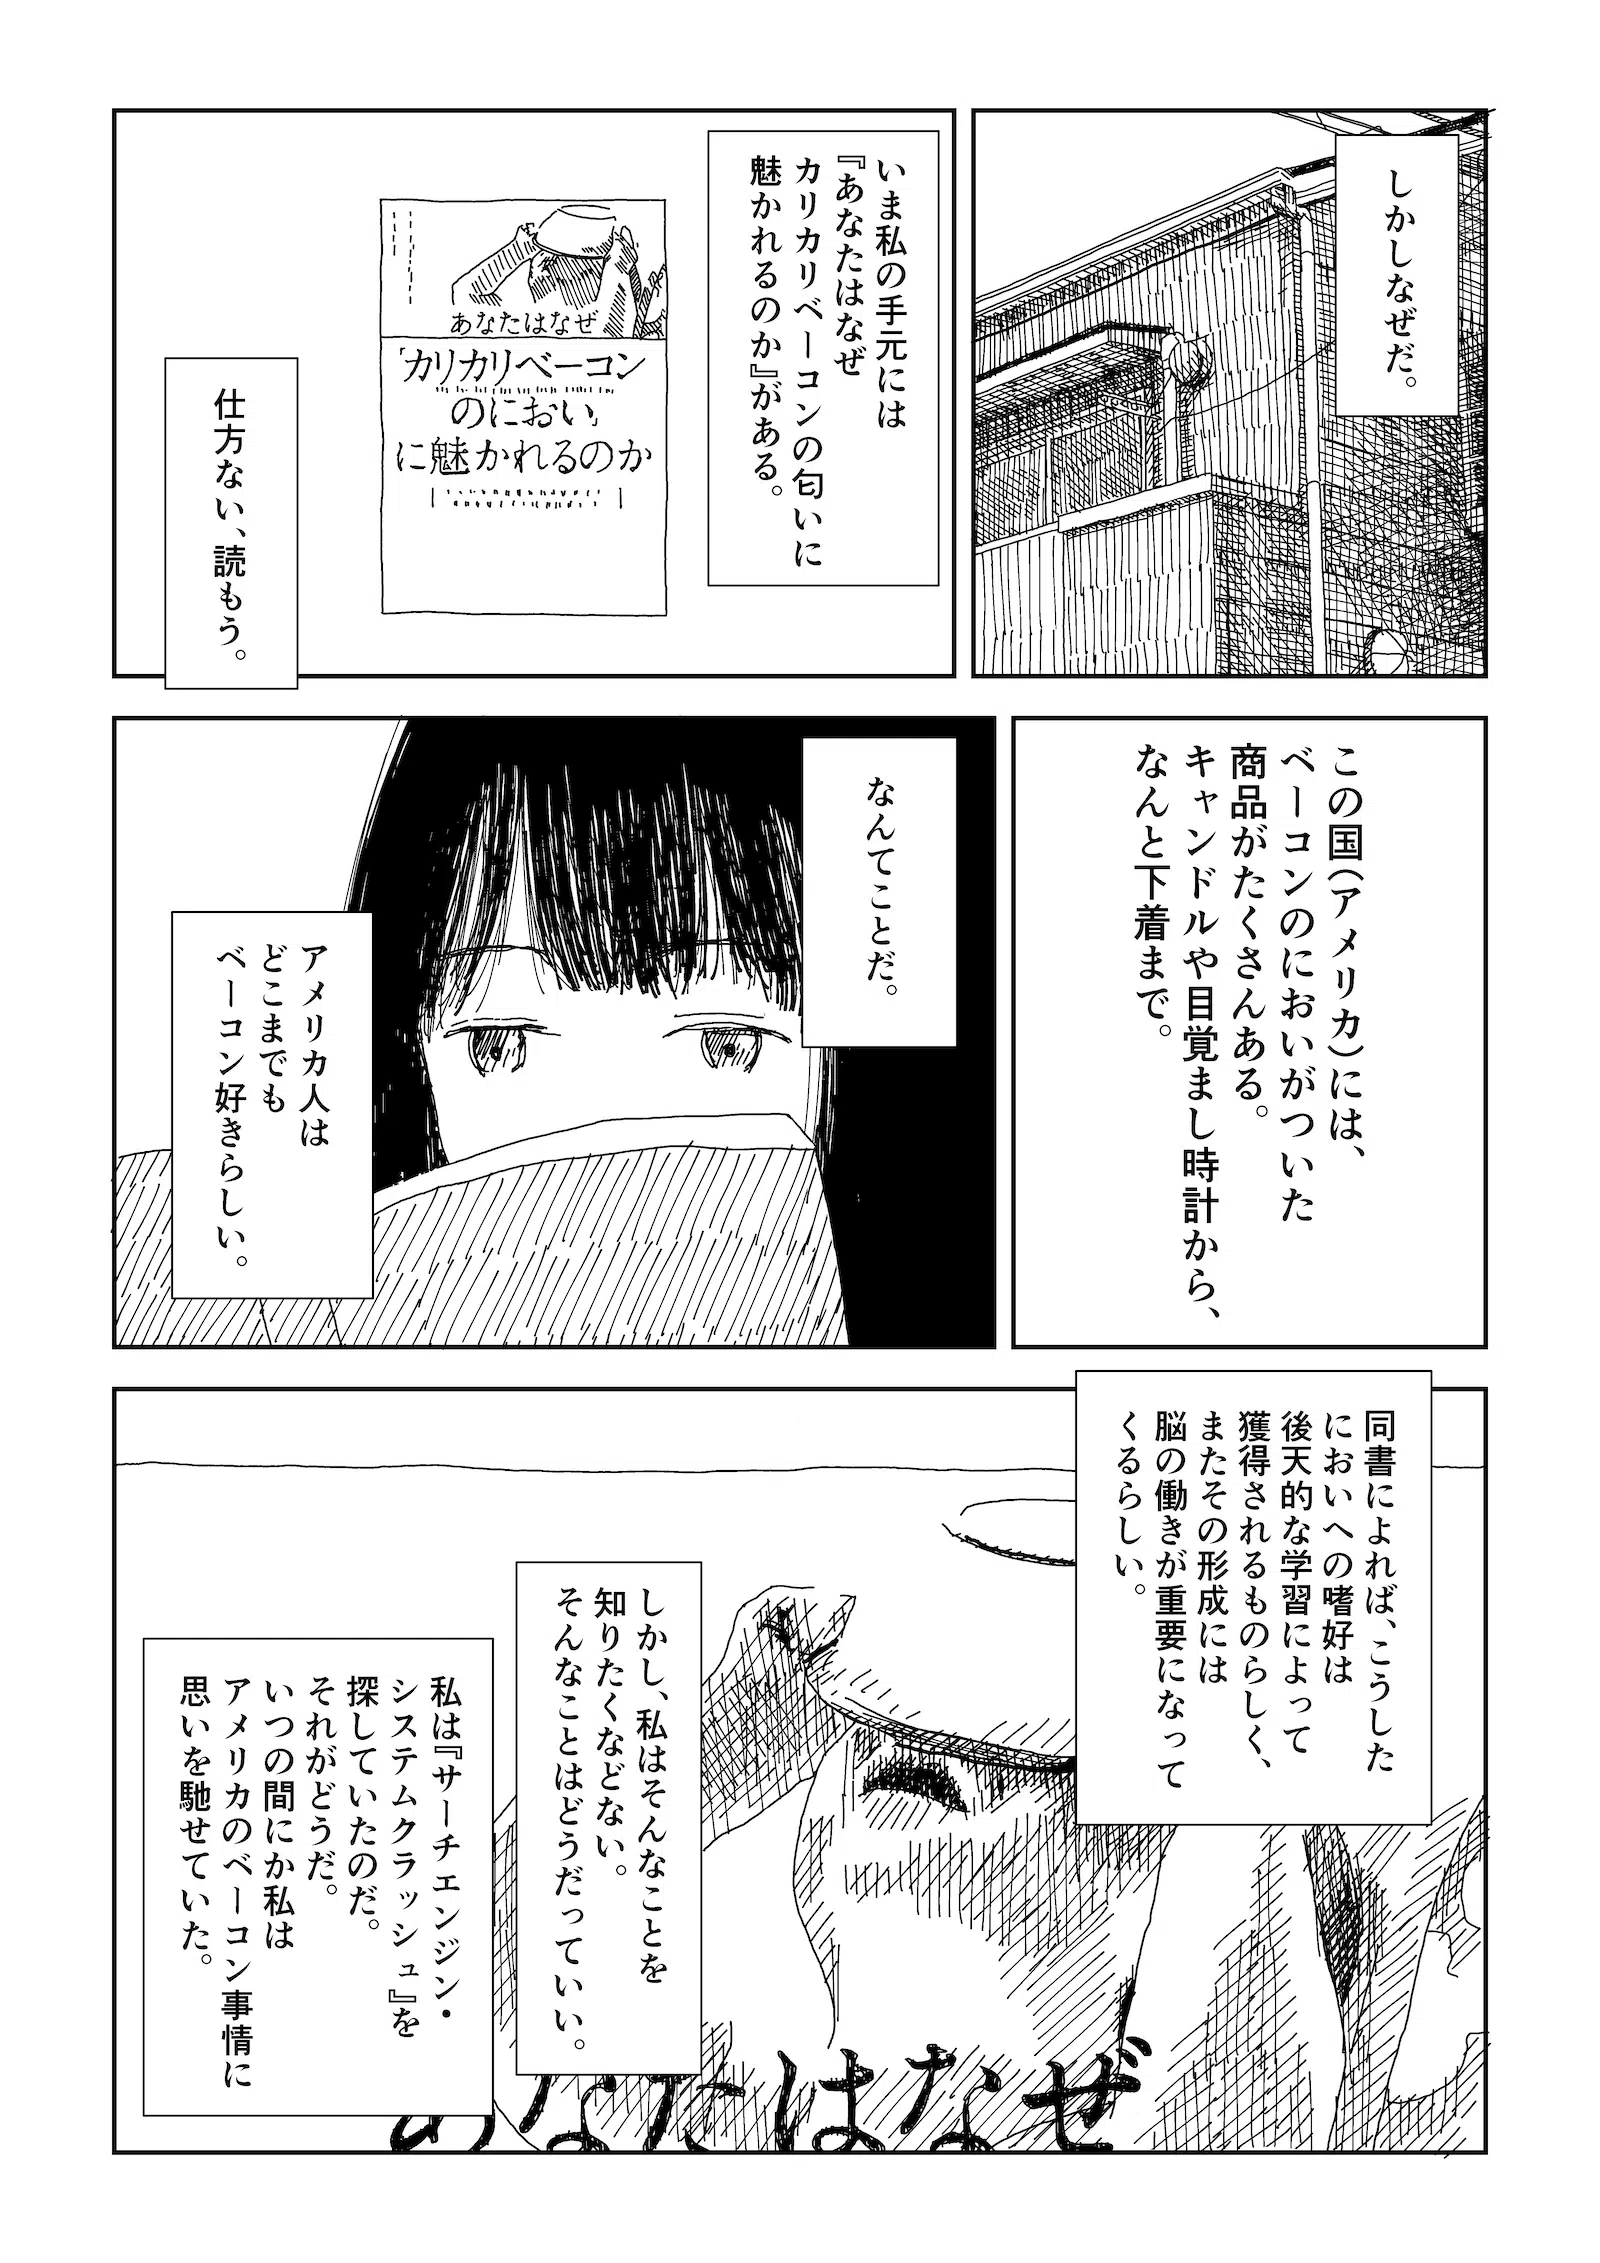 しかしなぜだ。
いま私の手元には
『あなたはなぜ
カリカリベーコンの匂いに
魅かれるのか』がある。
あなたはなぜ
「カリカリベーコン
のにおい」
に魅かれるのか
仕方ない、読もう。
この国(アメリカ)には、
ベーコンのにおいがついた
商品がたくさんある。
キャンドルや目覚まし時計から、
なんと下着まで。
なんてことだ。
アメリカ人は
どこまでも
ベーコン好きらしい。
同書によれば、こうした
においへの嗜好は
後天的な学習によって
獲得されるものらしく、
またその形成には
脳の働きが重要になって
くるらしい。
しかし、私はそんなことを
知りたくなどない。
そんなことはどうだっていい。
私は『サーチエンジン・
システムクラッシュ』を
探していたのだ。
それがどうだ。
いつの間にか私は
アメリカのベーコン事情に
思いを馳せていた。
あなたはなぜ